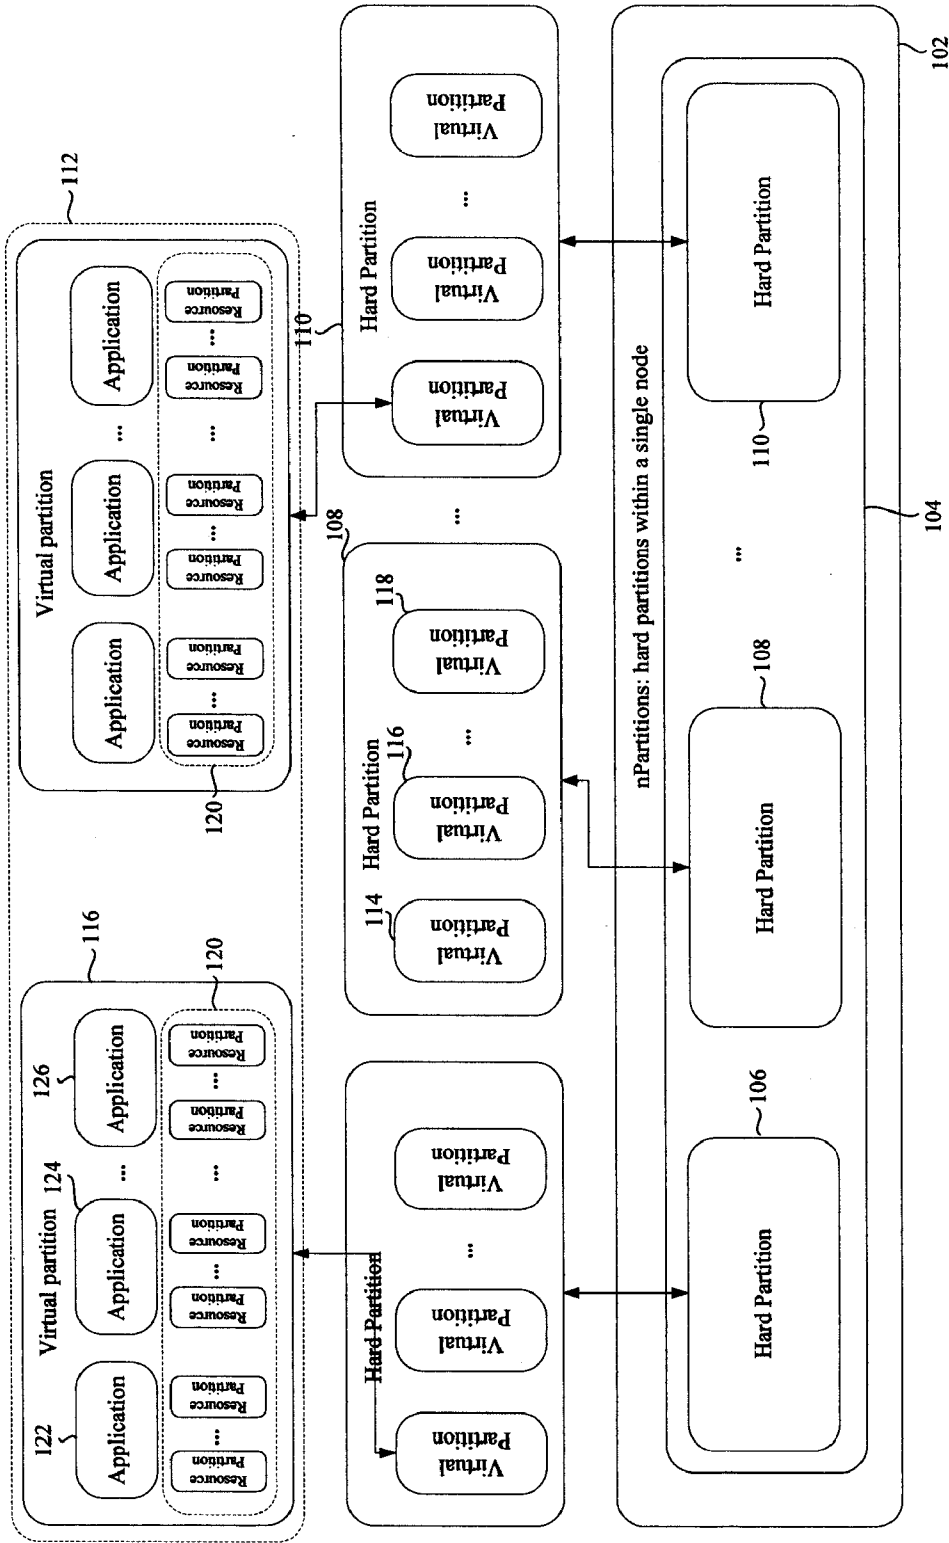 116
112
Virtual partition
Virtual partition
122
124
126
Application
Application
...
Application
Application
Application
...
Application
Resource
Partition
...
Resource
Partition
...
Resource
Partition
...
Resource
Partition
...
Resource
Partition
...
Resource
Partition
120
120
Resource
Partition
...
Resource
Partition
Resource
Partition
...
Resource
Partition
...
Resource
Partition
...
Resource
Partition
108
110
Hard Partition
Hard Partition
Hard Partition
114
116
118
Virtual
Partition
Virtual
Partition
...
Virtual
Partition
Virtual
Partition
Virtual
Partition
...
Virtual
Partition
...
Virtual
Partition
Virtual
Partition
...
Virtual
Partition
nPartitions: hard partitions within a single node
106
108
110
Hard Partition
Hard Partition
...
Hard Partition
104
102